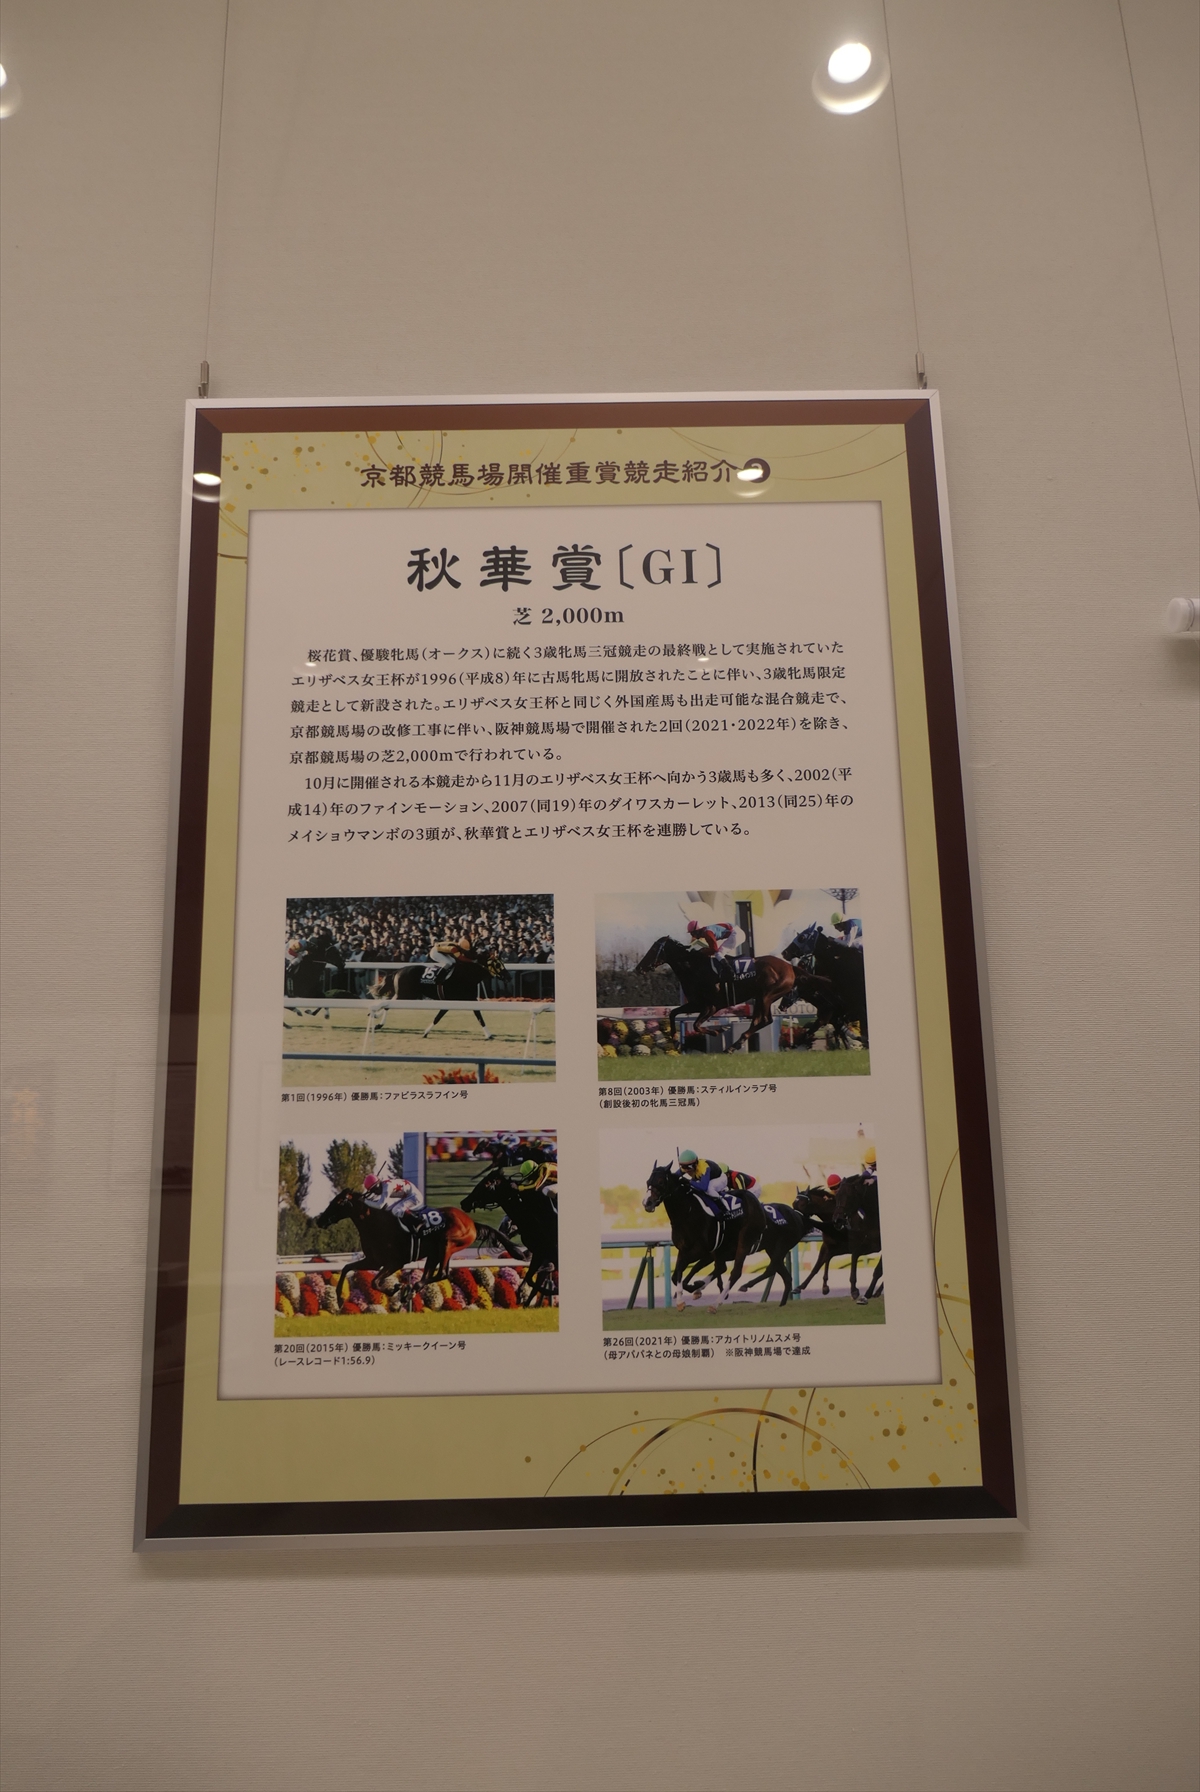 京都競馬場開催重賞競走紹介
秋華賞〔GI〕
芝 2,000m
桜花賞、優駿牝馬(オークス)に続く3歳牝馬三冠競走の最終戦として実施されていた
エリザベス女王杯が1996(平成8)年に古馬牝馬に開放されたことに伴い、3歳牝馬限定
競走として新設された。エリザベス女王杯と同じく外国産馬も出走可能な混合競走で、
京都競馬場の改修工事に伴い、阪神競馬場で開催された2回(2021・2022年)を除き、
京都競馬場の芝2,000mで行われている。
10月に開催される本競走から11月のエリザベス女王杯へ向かう3歳馬も多く、2002(平
成14)年のファインモーション、2007(同19)年のダイワスカーレット、2013(同25)年の
メイショウマンボの3頭が、秋華賞とエリザベス女王杯を連勝している。
15
17
第1回(1996年) 優勝馬:ファビラスラフイン号
第8回(2003年) 優勝馬:スティルインラブ号
(創設後初の牝馬三冠馬)
18
12
9
第20回(2015年) 優勝馬:ミッキークイーン号
(レースレコード1:56.9)
第26回(2021年) 優勝馬:アカイトリノムスメ号
(母アパパネとの母娘制覇) ※阪神競馬場で達成